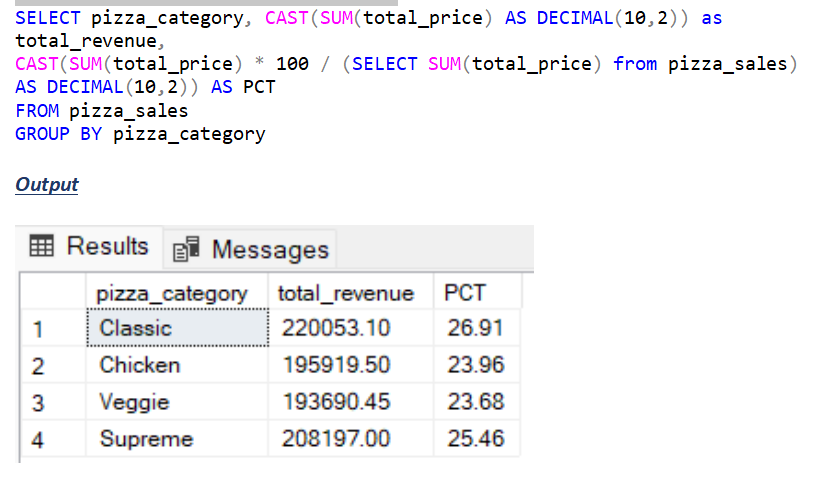 SELECT pizza_category, CAST(SUM(total_price) AS DECIMAL(10,2)) as
total_revenue,
CAST(SUM(total_price) * 100 / (SELECT SUM(total_price) from pizza_sales)
AS DECIMAL(10,2)) AS PCT
FROM pizza_sales
GROUP BY pizza_category
Output
Results Messages
pizza_category total_revenue PCT
1 Classic 220053.10 26.91
2 Chicken 195919.50 23.96
3 Veggie 193690.45 23.68
4 Supreme 208197.00 25.46